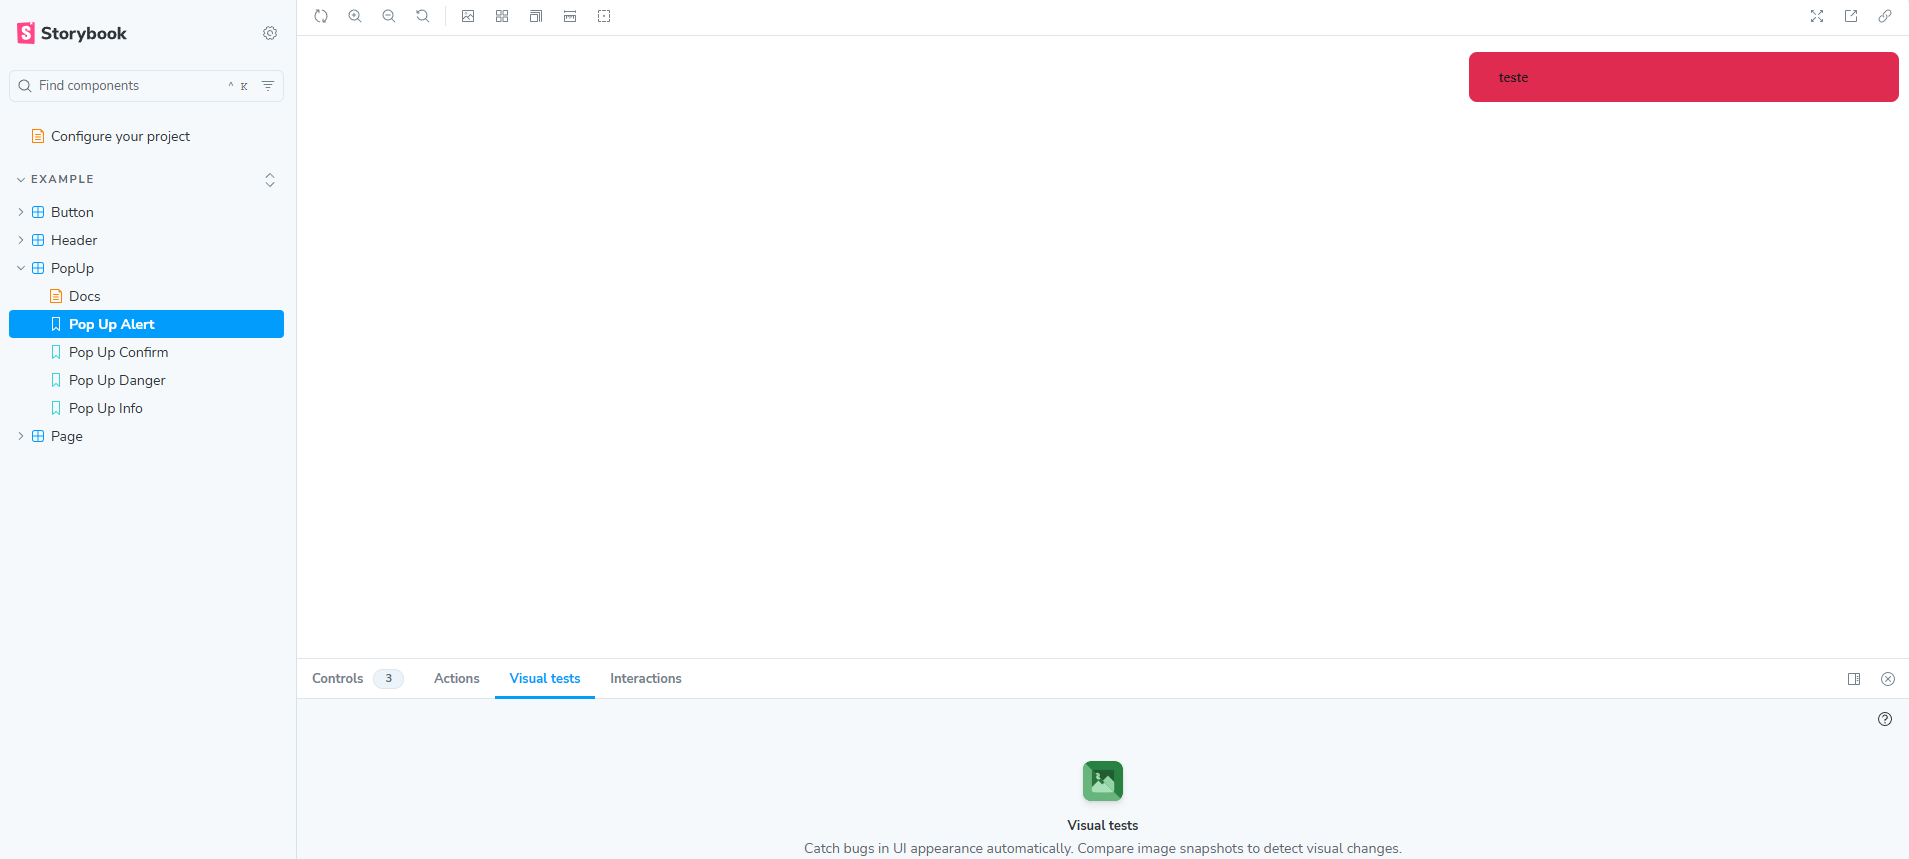 Storybook
Find components
^ K
Configure your project
EXAMPLE
Button
Header
PopUp
Docs
Pop Up Alert
Pop Up Confirm
Pop Up Danger
Pop Up Info
Page
teste
Controls 3 Actions Visual tests Interactions
Visual tests
Catch bugs in UI appearance automatically. Compare image snapshots to detect visual changes.